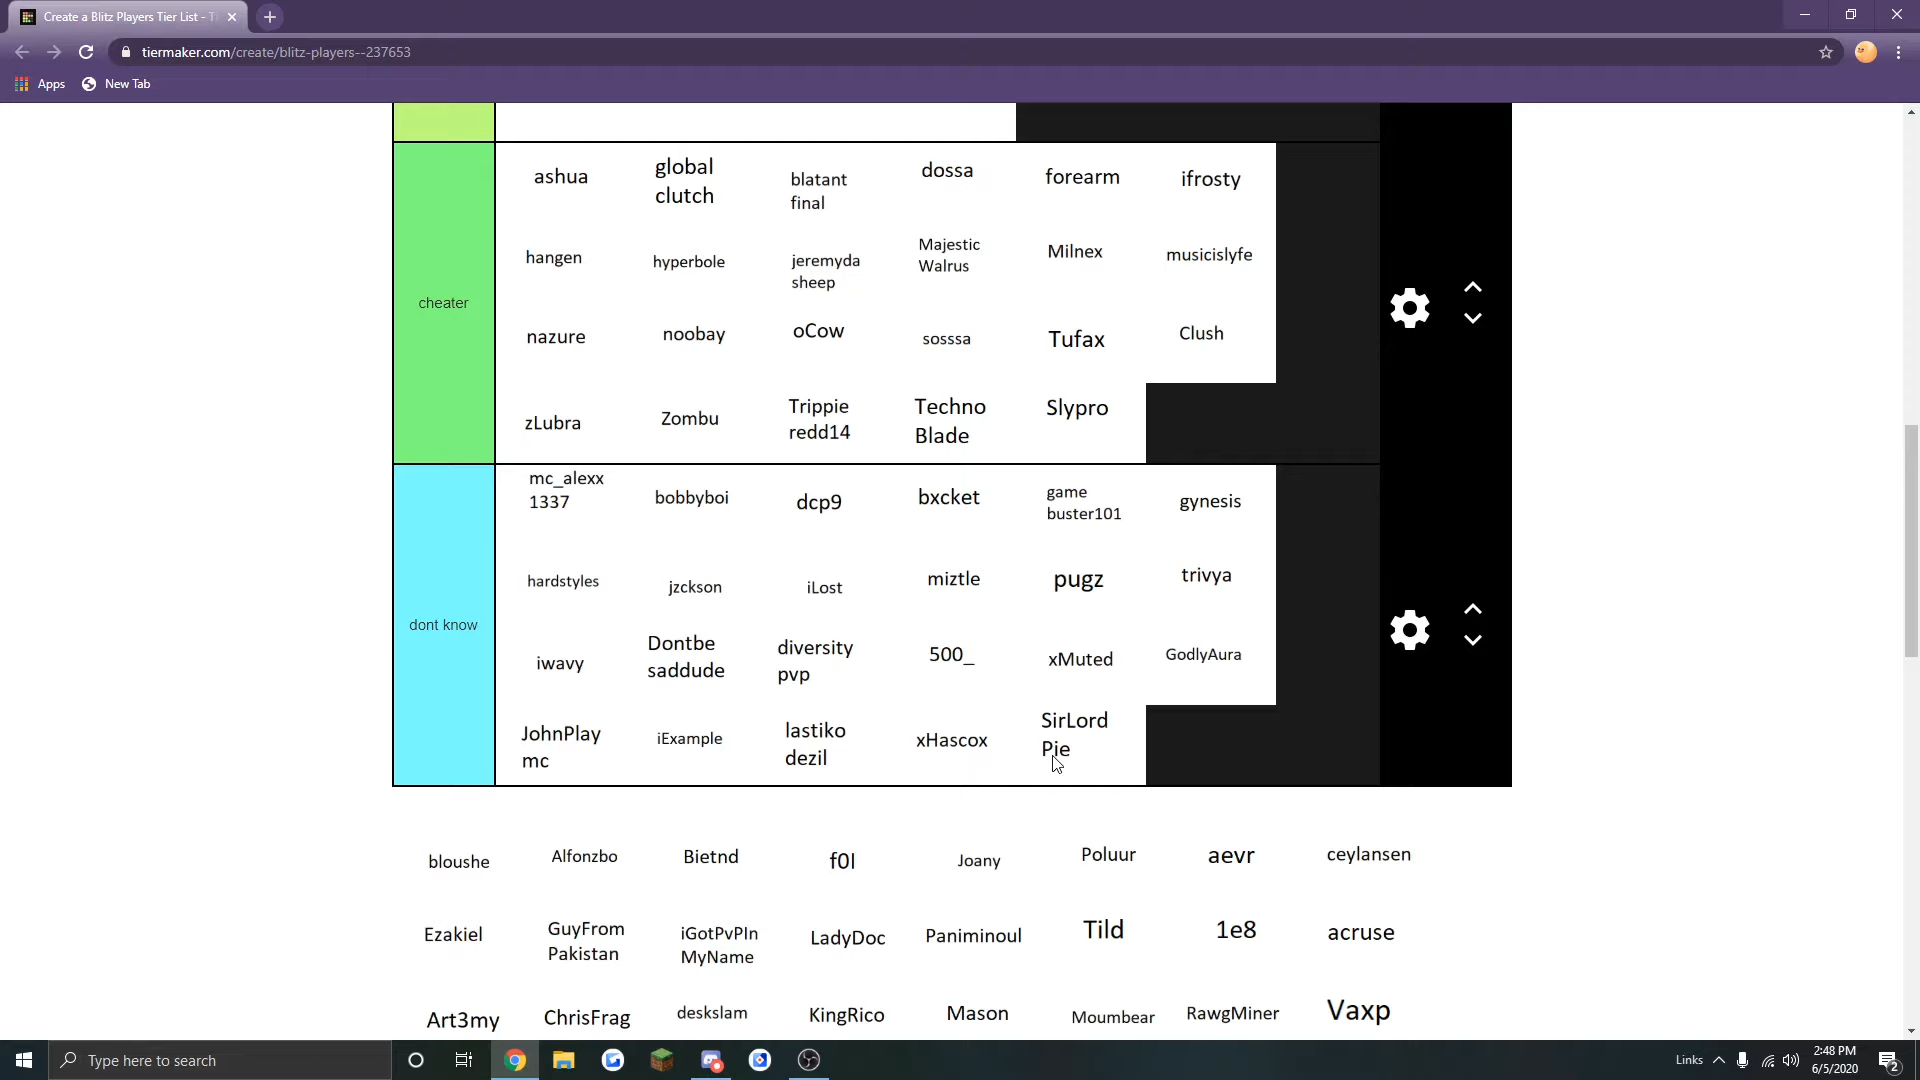 Create a Blitz Players Tier List - T
tiermaker.com/create/blitz-players--237653
Apps
New Tab
cheater
ashua
global
clutch
blatant
final
dossa
forearm
ifrosty
hangen
hyperbole
jeremyda
sheep
Majestic
Walrus
Milnex
musicislyfe
nazure
noobay
oCow
sosssa
Tufax
Clush
zLubra
Zombu
Trippie
redd14
Techno
Blade
Slypro
dont know
mc_alexx
1337
bobbyboi
dcp9
bxcket
game
buster101
gynesis
hardstyles
jzckson
iLost
miztle
pugz
trivya
iwavy
Dontbe
saddude
diversity
pvp
500_
xMuted
GodlyAura
JohnPlay
mc
iExample
lastiko
dezil
xHascox
SirLord
Pie
bloushe
Alfonzbo
Bietnd
f0l
Joany
Poluur
aevr
ceylansen
Ezakiel
GuyFrom
Pakistan
iGotPvPIn
MyName
LadyDoc
Paniminoul
Tild
1e8
acruse
Art3my
ChrisFrag
deskslam
KingRico
Mason
Moumbear
RawgMiner
Vaxp
Type here to search
Links
2:48 PM
6/5/2020
2